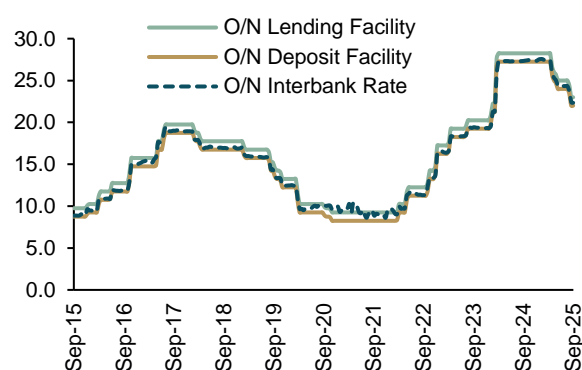 O/N Lending Facility
O/N Deposit Facility
O/N Interbank Rate
30.0
25.0
20.0
15.0
10.0
5.0
0.0
Sep-15
Sep-16
Sep-17
Sep-18
Sep-19
Sep-20
Sep-21
Sep-22
Sep-23
Sep-24
Sep-25